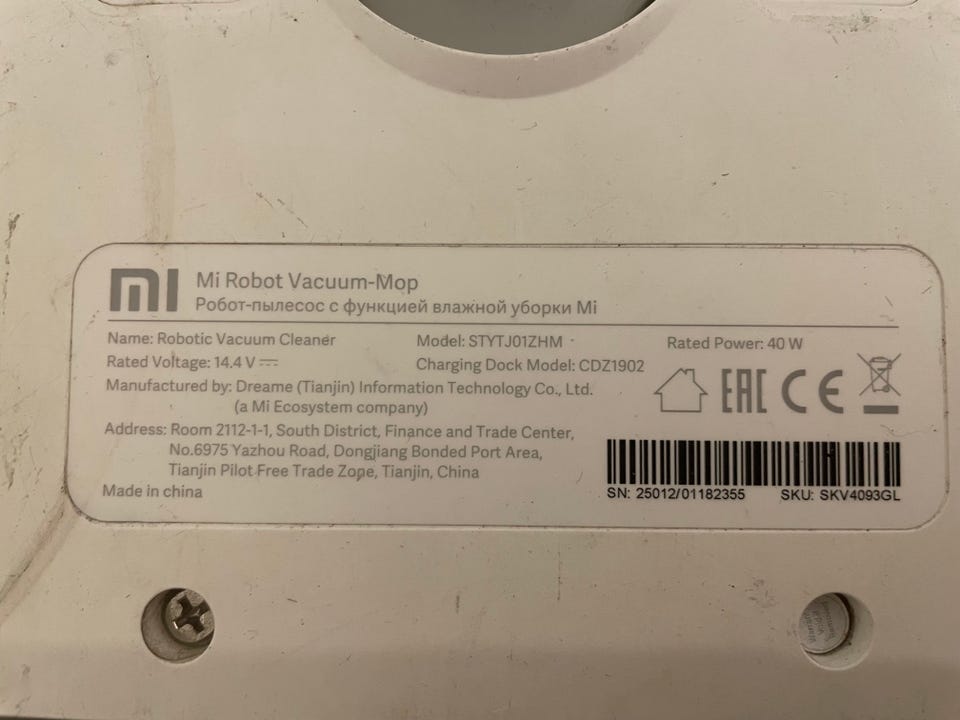 MI
Mi Robot Vacuum-Mop
Робот-пылесос с функцией влажной уборки Mi
Name: Robotic Vacuum Cleaner
Model: STYTJ01ZHM
Rated Power: 40 W
Rated Voltage: 14.4 V
Charging Dock Model: CDZ1902
Manufactured by: Dreame (Tianjin) Information Technology Co., Ltd.
(a Mi Ecosystem company)
EAC CE
Address: Room 2112-1-1, South District, Finance and Trade Center,
No.6975 Yazhou Road, Dongjiang Bonded Port Area,
Tianjin Pilot Free Trade Zone, Tianjin, China
Made in china
SN: 25012/01182355 SKU: SKV4093GL